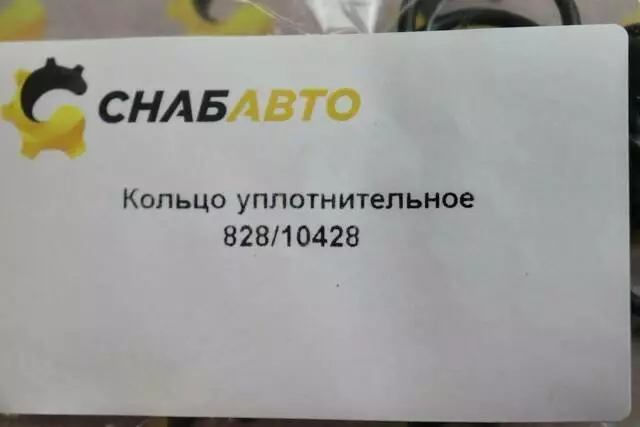 СНАБАВТО
Кольцо уплотнительное
828/10428